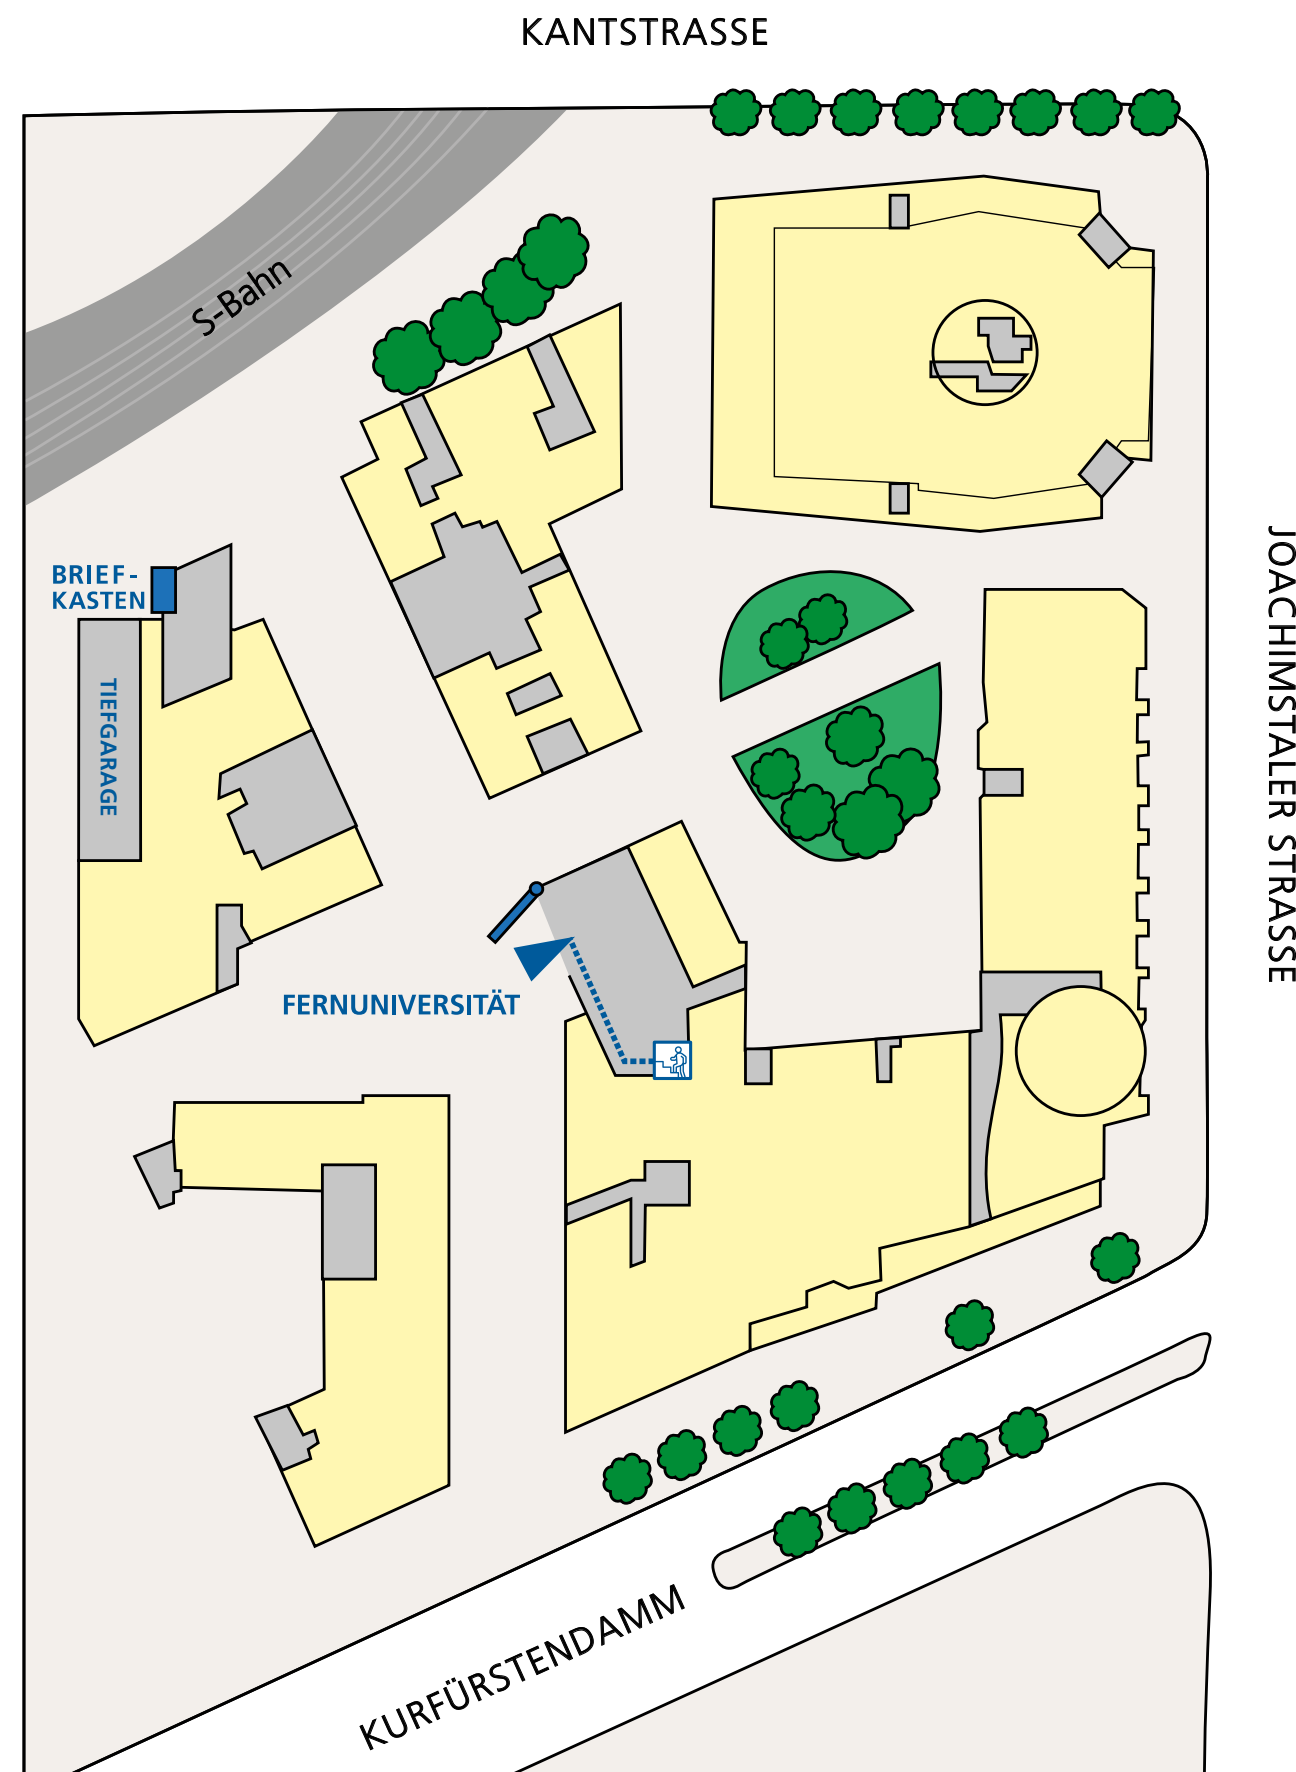 KANTSTRASSE
S-Bahn
BRIEF-
KASTEN
TIEFGARAGE
JOACHIMSTALER STRASSE
FERNUNIVERSITÄT
KURFÜRSTENDAMM